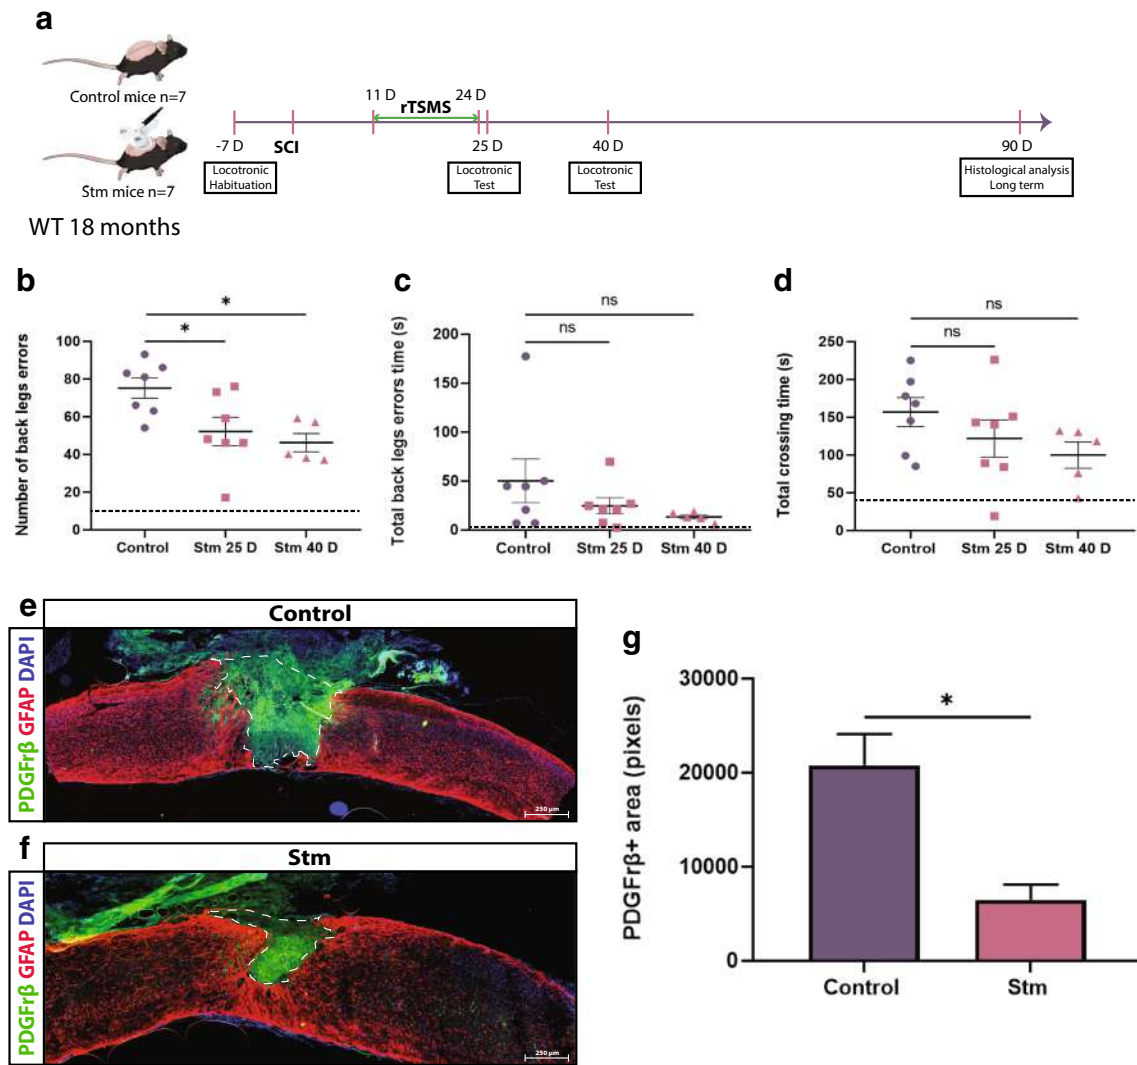 a
Control mice n=7
Stm mice n=7
WT 18 months
11 D
rTSMS
24 D
-7 D
SCI
25 D
40 D
90 D
Locotronic
Habituation
Locotronic
Test
Locotronic
Test
Histological analysis
Long term
b
Number of back legs errors
100
80
60
40
20
0
*
*
Control
Stm 25 D
Stm 40 D
c
Total back legs errors time (s)
200
150
100
50
0
ns
ns
Control
Stm 25 D
Stm 40 D
d
Total crossing time (s)
250
200
150
100
50
0
ns
ns
Control
Stm 25 D
Stm 40 D
e
Control
PDGFrβ GFAP DAPI
250 µm
f
Stm
PDGFrβ GFAP DAPI
250 µm
g
PDGFrβ+ area (pixels)
30000
20000
10000
0
*
Control
Stm